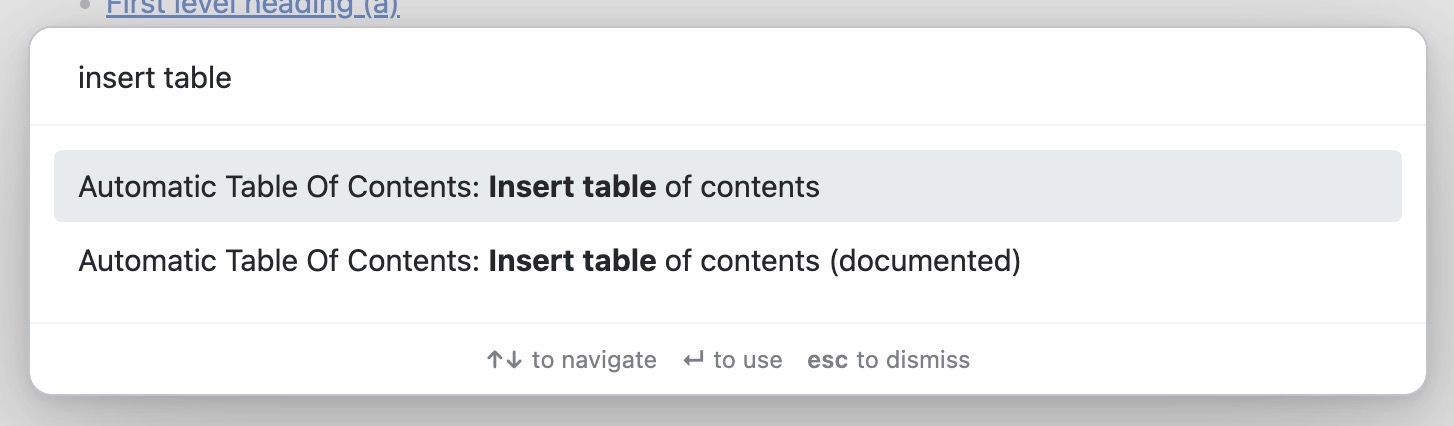 First level heading (a)
insert table
Automatic Table Of Contents: Insert table of contents
Automatic Table Of Contents: Insert table of contents (documented)
↑↓ to navigate ↵ to use esc to dismiss